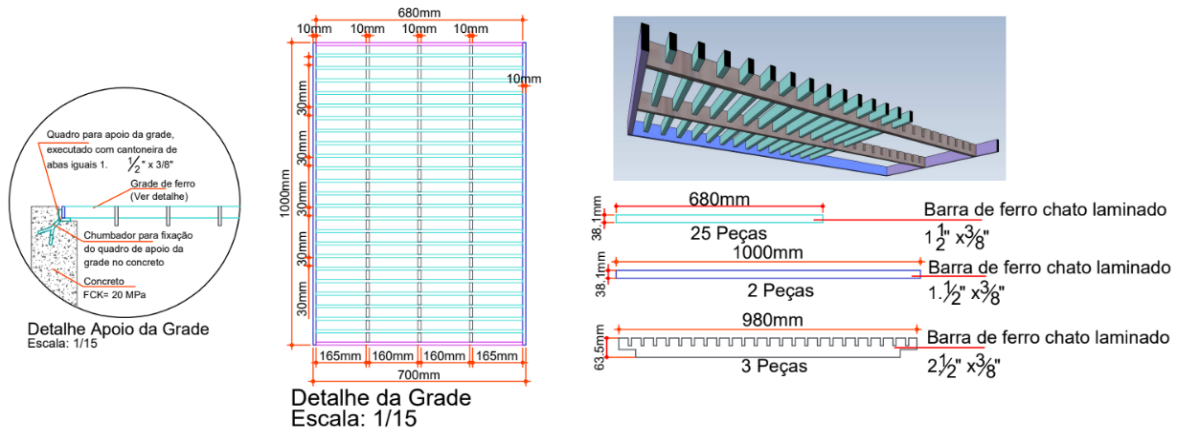 Quadro para apoio da grade,
executado com cantoneira de
abas iguais 1. 1/2" x 3/8"
Grade de ferro
(Ver detalhe)
Chumbador para fixação
do quadro de apoio da
grade no concreto
Concreto
FCK= 20 MPa
Detalhe Apoio da Grade
Escala: 1/15
680mm
10mm 10mm 10mm 10mm
10mm
1000mm
30mm
30mm
30mm
30mm
30mm
165mm 160mm 160mm 165mm
700mm
Detalhe da Grade
Escala: 1/15
680mm
38,1mm
25 Peças
Barra de ferro chato laminado
1 1/2" x3/8"
1000mm
38,1mm
2 Peças
Barra de ferro chato laminado
1.1/2" x3/8"
980mm
63,5mm
3 Peças
Barra de ferro chato laminado
2 1/2" x3/8"